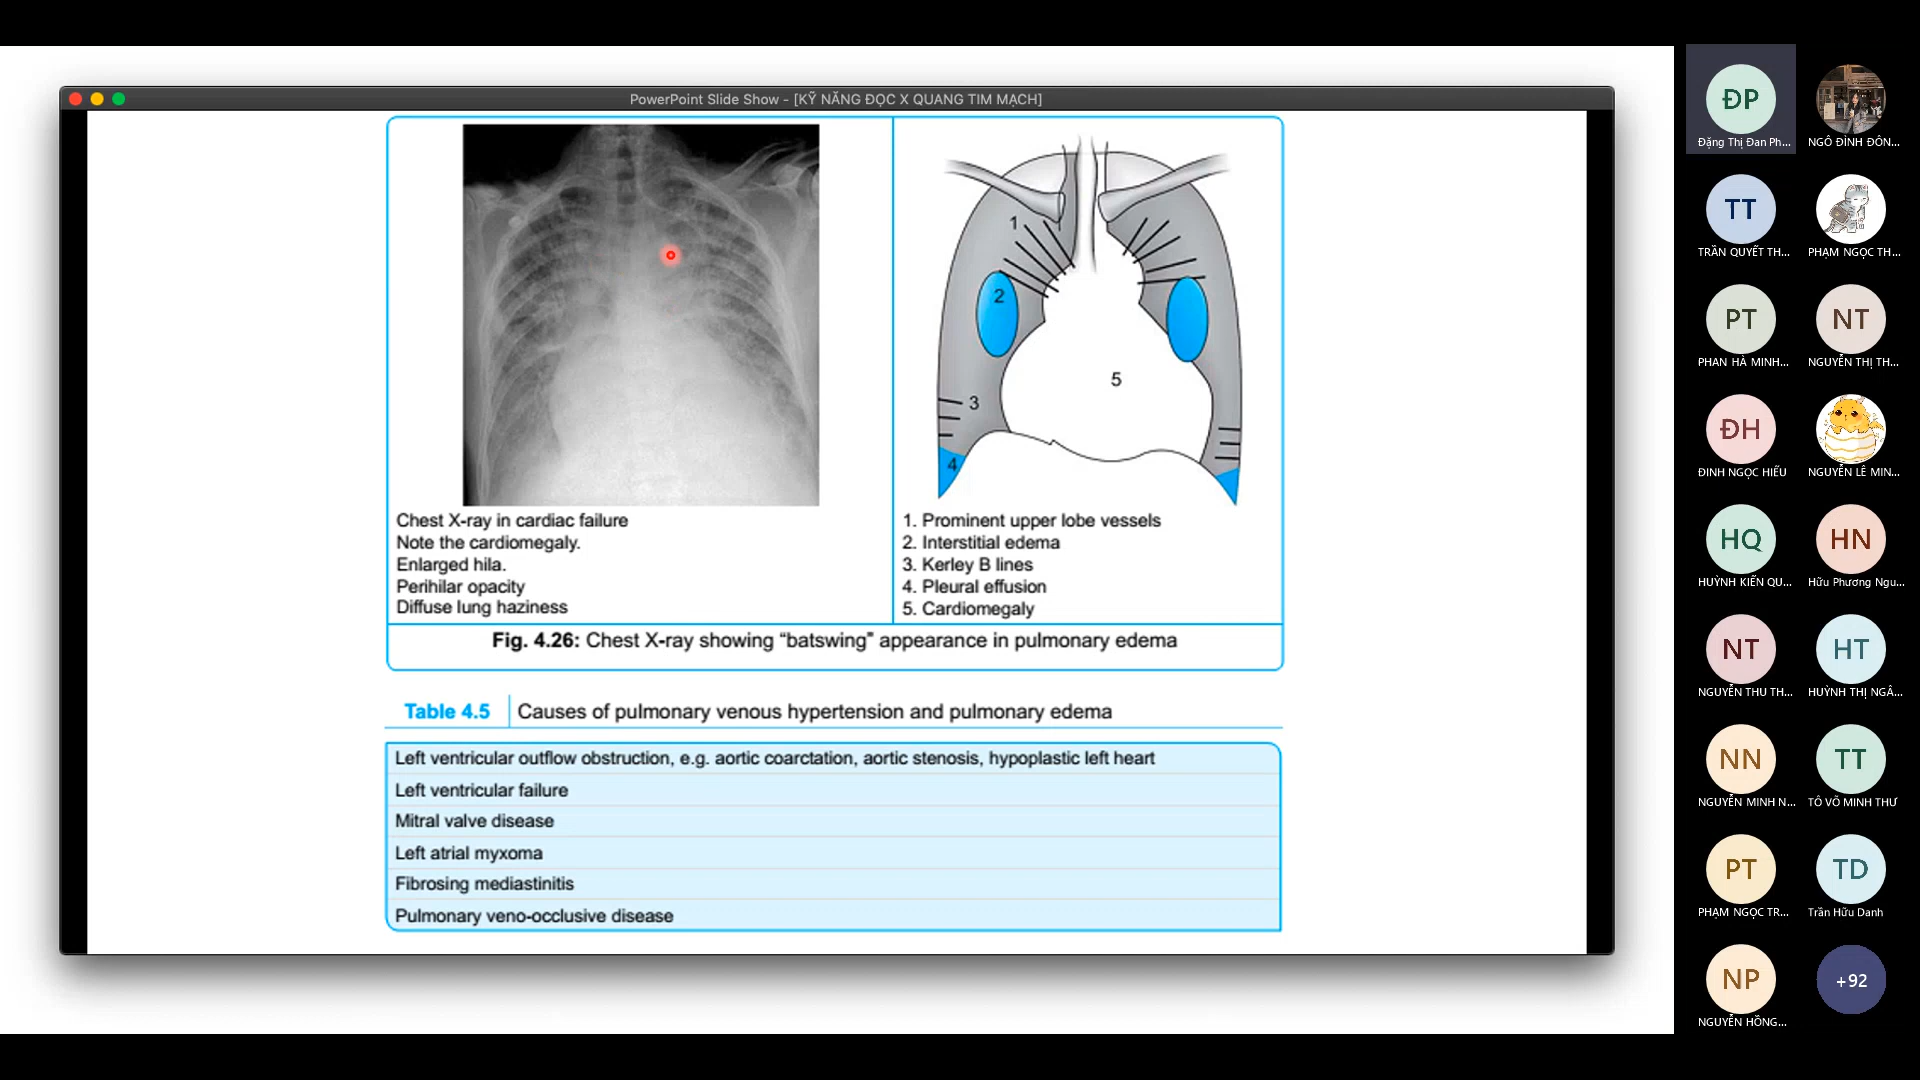 PowerPoint Slide Show - [KỸ NĂNG ĐỌC X QUANG TIM MẠCH]
Chest X-ray in cardiac failure
Note the cardiomegaly.
Enlarged hila.
Perihilar opacity
Diffuse lung haziness
1
2
3
4
5
1. Prominent upper lobe vessels
2. Interstitial edema
3. Kerley B lines
4. Pleural effusion
5. Cardiomegaly
Fig. 4.26: Chest X-ray showing “batswing” appearance in pulmonary edema
Table 4.5 Causes of pulmonary venous hypertension and pulmonary edema
Left ventricular outflow obstruction, e.g. aortic coarctation, aortic stenosis, hypoplastic left heart
Left ventricular failure
Mitral valve disease
Left atrial myxoma
Fibrosing mediastinitis
Pulmonary veno-occlusive disease
ĐP
Đặng Thị Đan Ph...
NGÔ ĐÌNH ĐÔN...
TT
TRẦN QUYẾT TH...
PHẠM NGỌC TH...
PT
PHAN HÀ MINH...
NT
NGUYỄN THỊ TH...
ĐH
ĐINH NGỌC HIẾU
NGUYỄN LÊ MIN...
HQ
HUỲNH KIẾN QU...
HN
Hữu Phương Ngu...
NT
NGUYỄN THU TH...
HT
HUỲNH THỊ NGÂ...
NN
NGUYỄN MINH N...
TT
TÔ VÕ MINH THƯ
PT
PHẠM NGỌC TR...
TD
Trần Hữu Danh
NP
NGUYỄN HỒNG...
+92